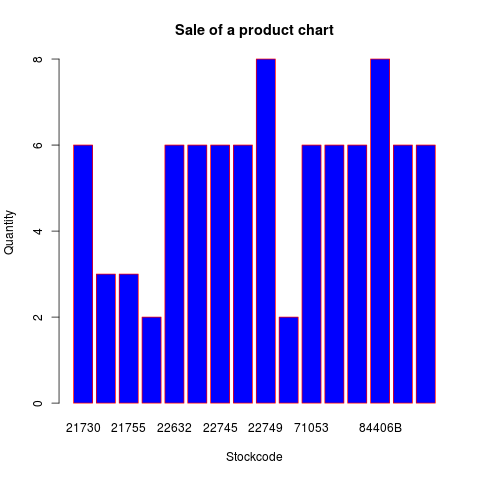 Sale of a product chart
Quantity
8
6
4
2
0
21730 21755 22632 22745 22749 71053 84406B
Stockcode